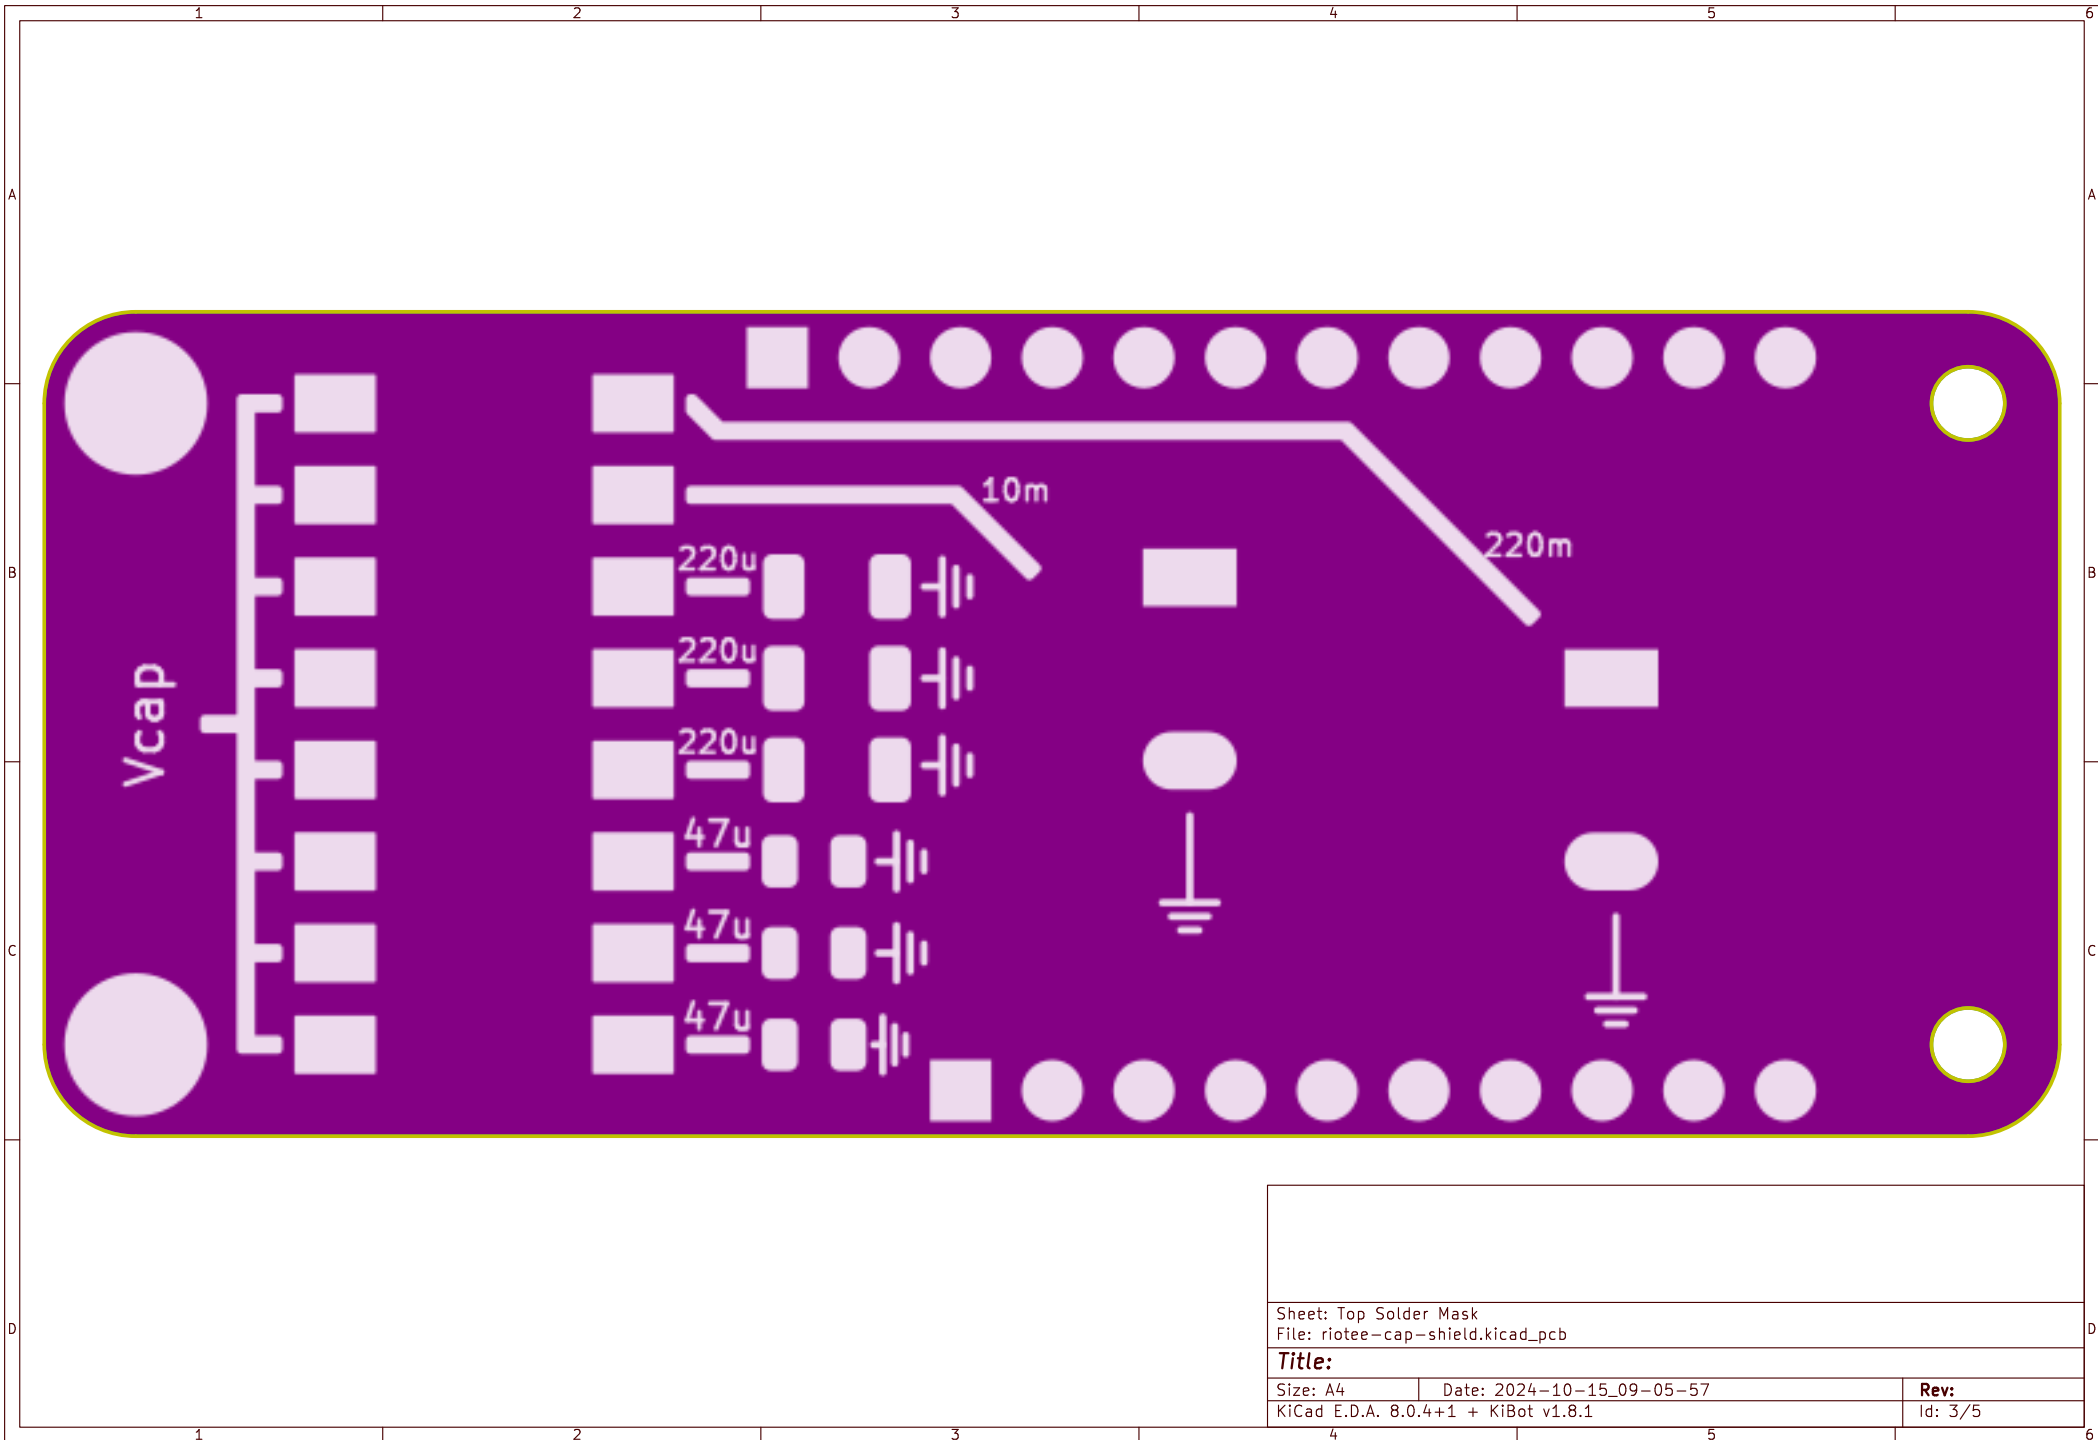 1 2 3 4 5 6
A A
10m
220m
220u
B B
220u
Vcap
220u
47u
47u
C C
47u
Sheet: Top Solder Mask
File: riotee-cap-shield.kicad_pcb
D D
Title:
Size: A4 Date: 2024-10-15_09-05-57 Rev:
KiCad E.D.A. 8.0.4+1 + KiBot v1.8.1 Id: 3/5
1 2 3 4 5 6